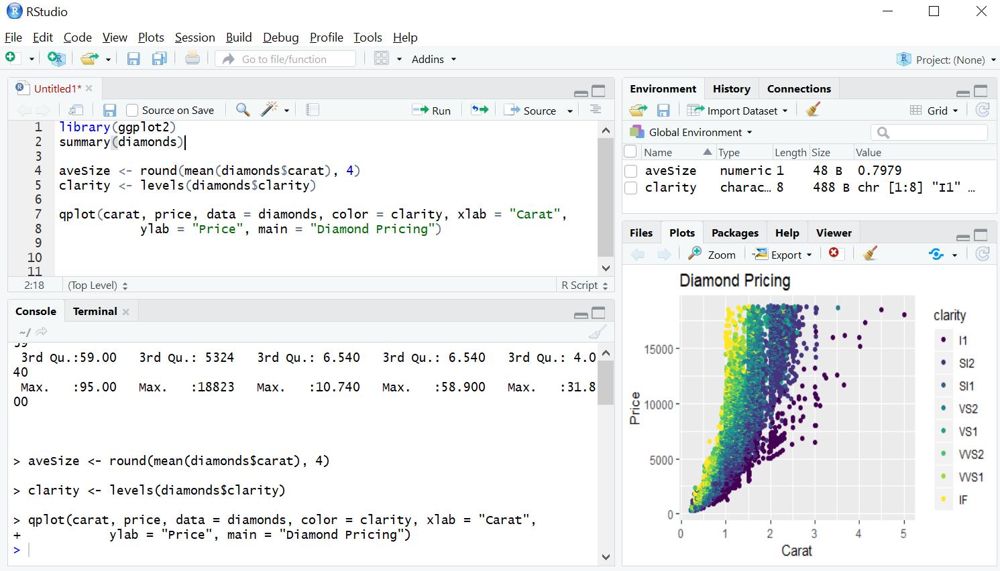 RStudio
File Edit Code View Plots Session Build Debug Profile Tools Help
Go to file/function Addins Project: (None)
Untitled1*
Source on Save Run Source
1 library(ggplot2)
2 summary(diamonds)
3
4 aveSize <- round(mean(diamonds$carat), 4)
5 clarity <- levels(diamonds$clarity)
6
7 qplot(carat, price, data = diamonds, color = clarity, xlab = "Carat",
8 ylab = "Price", main = "Diamond Pricing")
9
10
11
2:18 (Top Level) R Script
Console Terminal
~/
3rd Qu.:59.00 3rd Qu.: 5324 3rd Qu.: 6.540 3rd Qu.: 6.540 3rd Qu.: 4.0
40
Max. :95.00 Max. :18823 Max. :10.740 Max. :58.900 Max. :31.8
00
> aveSize <- round(mean(diamonds$carat), 4)
> clarity <- levels(diamonds$clarity)
> qplot(carat, price, data = diamonds, color = clarity, xlab = "Carat",
+ ylab = "Price", main = "Diamond Pricing")
>
Environment History Connections
Import Dataset Grid
Global Environment
Name Type Length Size Value
aveSize numeric 1 48 B 0.7979
clarity charac… 8 488 B chr [1:8] "I1" …
Files Plots Packages Help Viewer
Zoom Export
Diamond Pricing
Price
15000
10000
5000
0
0 1 2 3 4 5
Carat
clarity
I1
SI2
SI1
VS2
VS1
VVS2
VVS1
IF